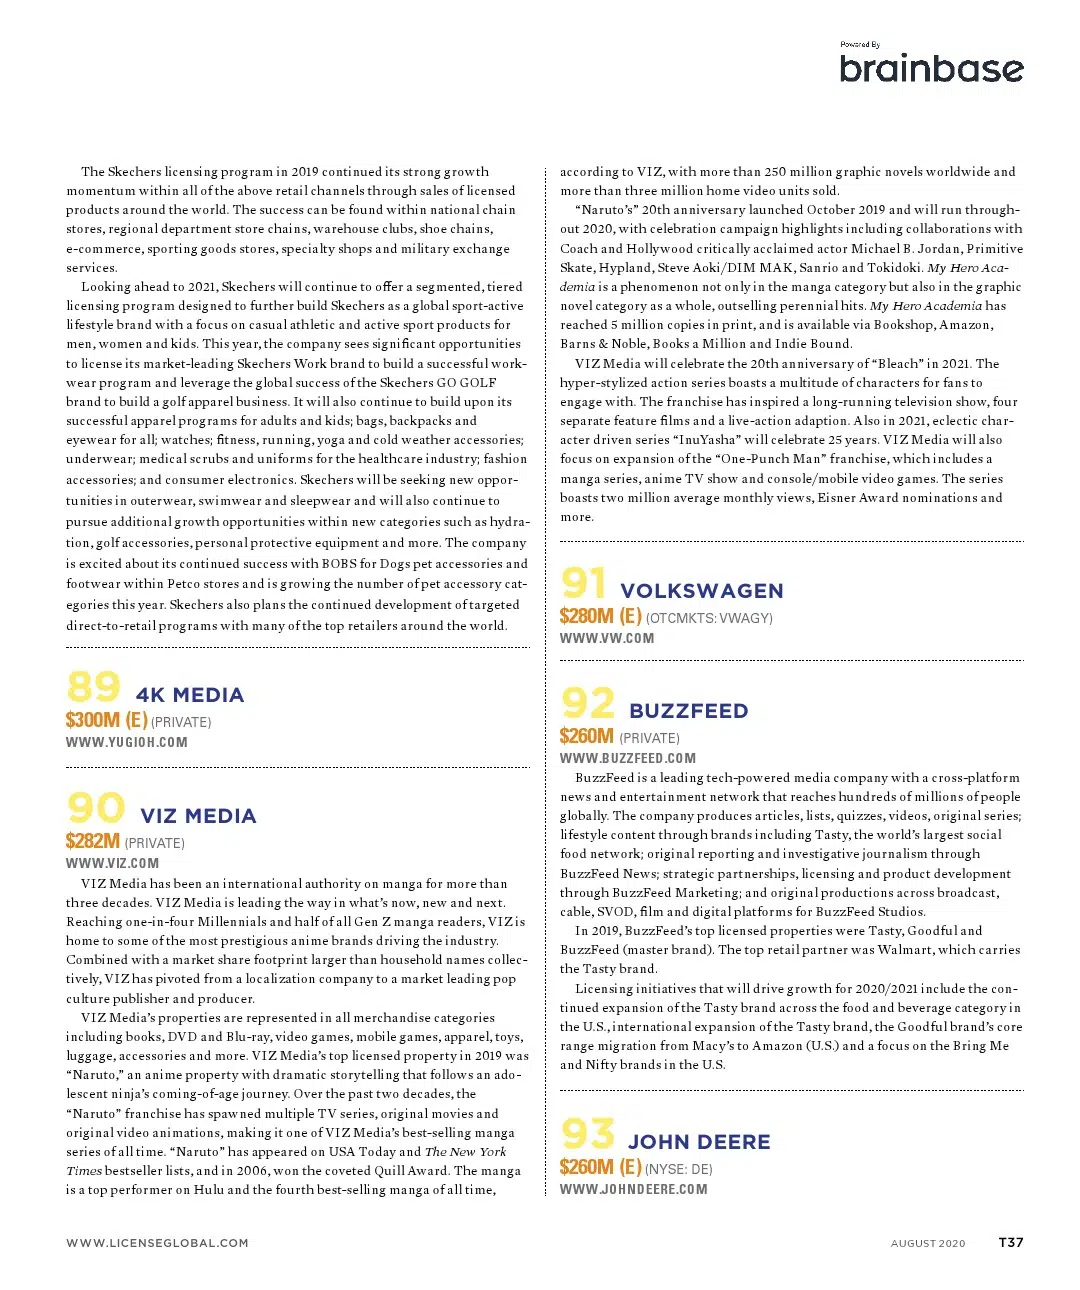 Powered By
brainbase
The Skechers licensing program in 2019 continued its strong growth
momentum within all of the above retail channels through sales of licensed
products around the world. The success can be found within national chain
stores, regional department store chains, warehouse clubs, shoe chains,
e-commerce, sporting goods stores, specialty shops and military exchange
services.
Looking ahead to 2021, Skechers will continue to offer a segmented, tiered
licensing program designed to further build Skechers as a global sport-active
lifestyle brand with a focus on casual athletic and active sport products for
men, women and kids. This year, the company sees significant opportunities
to license its market-leading Skechers Work brand to build a successful work-
wear program and leverage the global success of the Skechers GO GOLF
brand to build a golf apparel business. It will also continue to build upon its
successful apparel programs for adults and kids; bags, backpacks and
eyewear for all; watches; fitness, running, yoga and cold weather accessories;
underwear; medical scrubs and uniforms for the healthcare industry; fashion
accessories; and consumer electronics. Skechers will be seeking new oppor-
tunities in outerwear, swimwear and sleepwear and will also continue to
pursue additional growth opportunities within new categories such as hydra-
tion, golf accessories, personal protective equipment and more. The company
is excited about its continued success with BOBS for Dogs pet accessories and
footwear within Petco stores and is growing the number of pet accessory cat-
egories this year. Skechers also plans the continued development of targeted
direct-to-retail programs with many of the top retailers around the world.
89 4K MEDIA
$300M (E) (PRIVATE)
WWW.YUGIOH.COM
90 VIZ MEDIA
$282M (PRIVATE)
WWW.VIZ.COM
VIZ Media has been an international authority on manga for more than
three decades. VIZ Media is leading the way in what's now, new and next.
Reaching one-in-four Millennials and half of all Gen Z manga readers, VIZ is
home to some of the most prestigious anime brands driving the industry.
Combined with a market share footprint larger than household names collec-
tively, VIZ has pivoted from a localization company to a market leading pop
culture publisher and producer.
VIZ Media's properties are represented in all merchandise categories
including books, DVD and Blu-ray, video games, mobile games, apparel, toys,
luggage, accessories and more. VIZ Media's top licensed property in 2019 was
“Naruto,” an anime property with dramatic storytelling that follows an ado-
lescent ninja's coming-of-age journey. Over the past two decades, the
“Naruto” franchise has spawned multiple TV series, original movies and
original video animations, making it one of VIZ Media's best-selling manga
series of all time. “Naruto” has appeared on USA Today and The New York
Times bestseller lists, and in 2006, won the coveted Quill Award. The manga
is a top performer on Hulu and the fourth best-selling manga of all time,
according to VIZ, with more than 250 million graphic novels worldwide and
more than three million home video units sold.
“Naruto's” 20th anniversary launched October 2019 and will run through-
out 2020, with celebration campaign highlights including collaborations with
Coach and Hollywood critically acclaimed actor Michael B. Jordan, Primitive
Skate, Hypland, Steve Aoki/DIM MAK, Sanrio and Tokidoki. My Hero Aca-
demia is a phenomenon not only in the manga category but also in the graphic
novel category as a whole, outselling perennial hits. My Hero Academia has
reached 5 million copies in print, and is available via Bookshop, Amazon,
Barns & Noble, Books a Million and Indie Bound.
VIZ Media will celebrate the 20th anniversary of “Bleach” in 2021. The
hyper-stylized action series boasts a multitude of characters for fans to
engage with. The franchise has inspired a long-running television show, four
separate feature films and a live-action adaption. Also in 2021, eclectic char-
acter driven series “InuYasha” will celebrate 25 years. VIZ Media will also
focus on expansion of the “One-Punch Man” franchise, which includes a
manga series, anime TV show and console/mobile video games. The series
boasts two million average monthly views, Eisner Award nominations and
more.
91 VOLKSWAGEN
$280M (E) (OTCMKTS: VWAGY)
WWW.VW.COM
92 BUZZFEED
$260M (PRIVATE)
WWW.BUZZFEED.COM
BuzzFeed is a leading tech-powered media company with a cross-platform
news and entertainment network that reaches hundreds of millions of people
globally. The company produces articles, lists, quizzes, videos, original series;
lifestyle content through brands including Tasty, the world's largest social
food network; original reporting and investigative journalism through
BuzzFeed News; strategic partnerships, licensing and product development
through BuzzFeed Marketing; and original productions across broadcast,
cable, SVOD, film and digital platforms for BuzzFeed Studios.
In 2019, BuzzFeed's top licensed properties were Tasty, Goodful and
BuzzFeed (master brand). The top retail partner was Walmart, which carries
the Tasty brand.
Licensing initiatives that will drive growth for 2020/2021 include the con-
tinued expansion of the Tasty brand across the food and beverage category in
the U.S., international expansion of the Tasty brand, the Goodful brand's core
range migration from Macy's to Amazon (U.S.) and a focus on the Bring Me
and Nifty brands in the U.S.
93 JOHN DEERE
$260M (E) (NYSE: DE)
WWW.JOHNDEERE.COM
WWW.LICENSEGLOBAL.COM
AUGUST 2020 T37